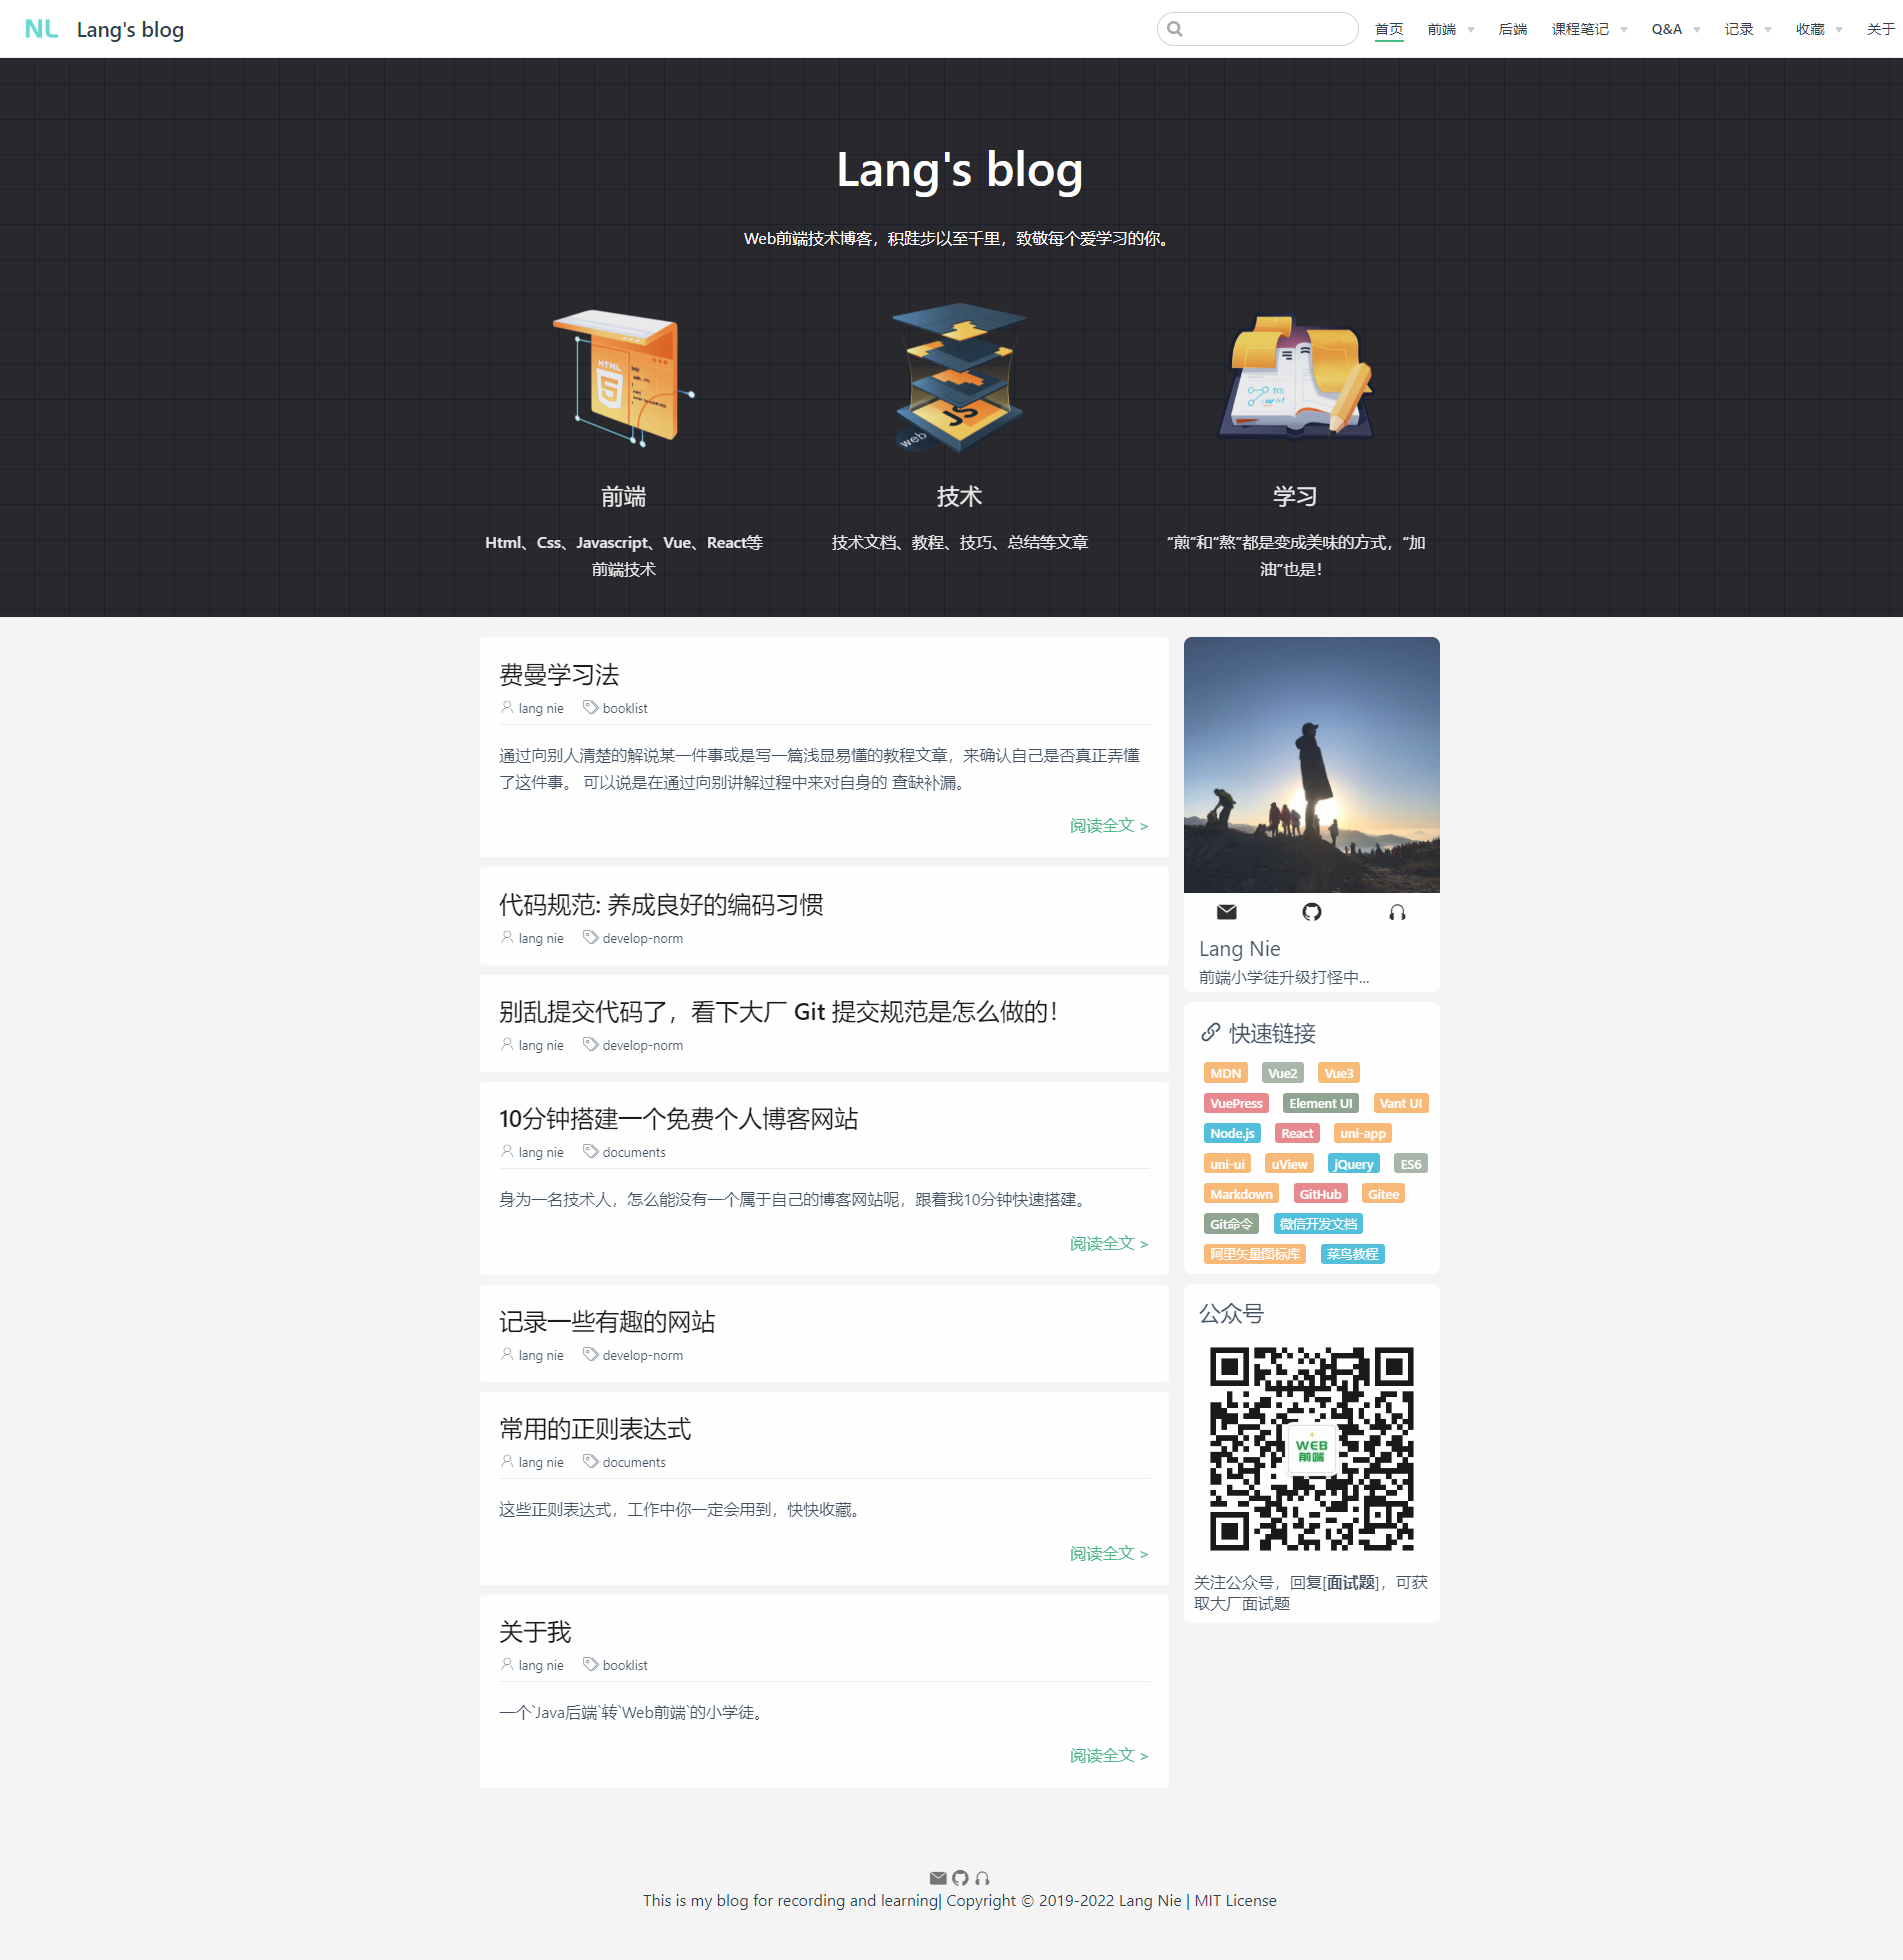 NL Lang's blog
首页 前端 后端 课程笔记 Q&A 记录 收藏 关于
Lang's blog
Web前端技术博客，积跬步以至千里，致敬每个爱学习的你。
HTML
5
JS
web
前端
Html、Css、Javascript、Vue、React等
前端技术
技术
技术文档、教程、技巧、总结等文章
学习
“煎”和“熬”都是变成美味的方式，“加
油”也是！
费曼学习法
lang nie booklist
通过向别人清楚的解说某一件事或是写一篇浅显易懂的教程文章，来确认自己是否真正弄懂
了这件事。 可以说是在通过向别讲解过程中来对自身的 查缺补漏。
阅读全文 >
代码规范: 养成良好的编码习惯
lang nie develop-norm
别乱提交代码了，看下大厂 Git 提交规范是怎么做的！
lang nie develop-norm
10分钟搭建一个免费个人博客网站
lang nie documents
身为一名技术人，怎么能没有一个属于自己的博客网站呢，跟着我10分钟快速搭建。
阅读全文 >
记录一些有趣的网站
lang nie develop-norm
常用的正则表达式
lang nie documents
这些正则表达式，工作中你一定会用到，快快收藏。
阅读全文 >
关于我
lang nie booklist
一个`Java后端`转`Web前端`的小学徒。
阅读全文 >
Lang Nie
前端小学徒升级打怪中...
快速链接
MDN Vue2 Vue3
VuePress Element UI Vant UI
Node.js React uni-app
uni-ui uView jQuery ES6
Markdown GitHub Gitee
Git命令 微信开发文档
阿里矢量图标库 菜鸟教程
公众号
WEB
前端
关注公众号，回复[面试题]，可获
取大厂面试题
This is my blog for recording and learning| Copyright © 2019-2022 Lang Nie | MIT License